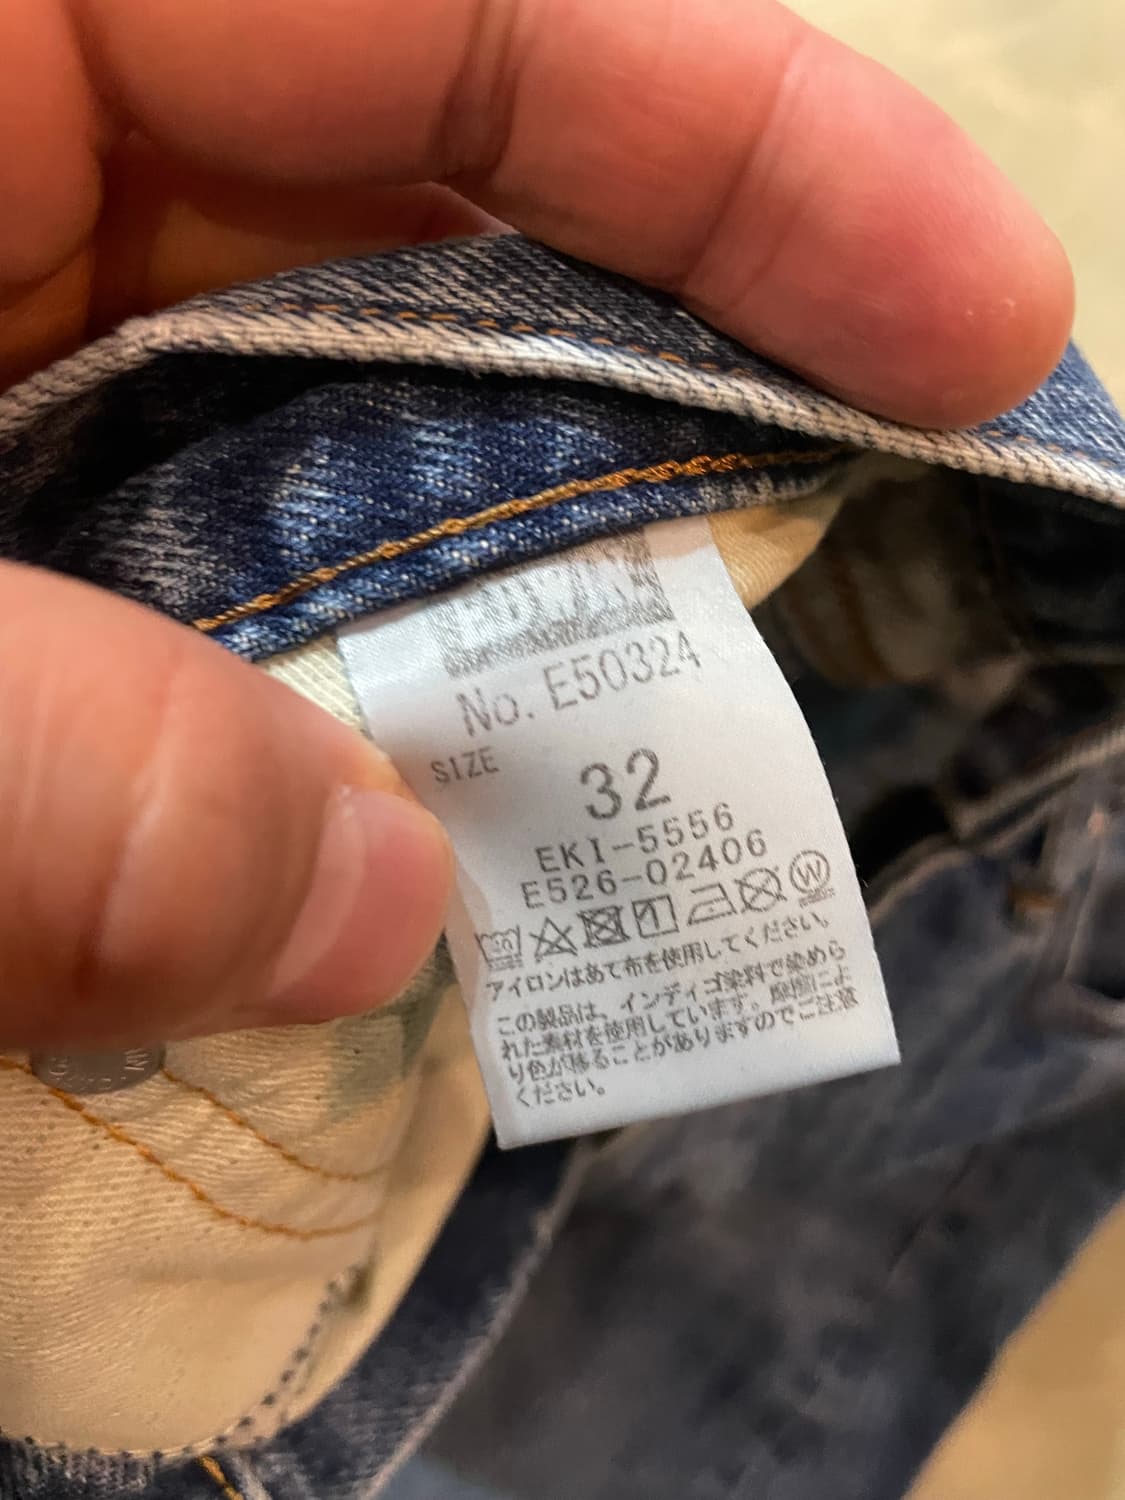 No. E50324
SIZE
32
EKI-5556
E526-02406
アイロンはあて布を使用してください。
この製品は、インディゴ染料で染めら
れた素材を使用しています。摩擦によ
り色が移ることがありますのでご注意
ください。